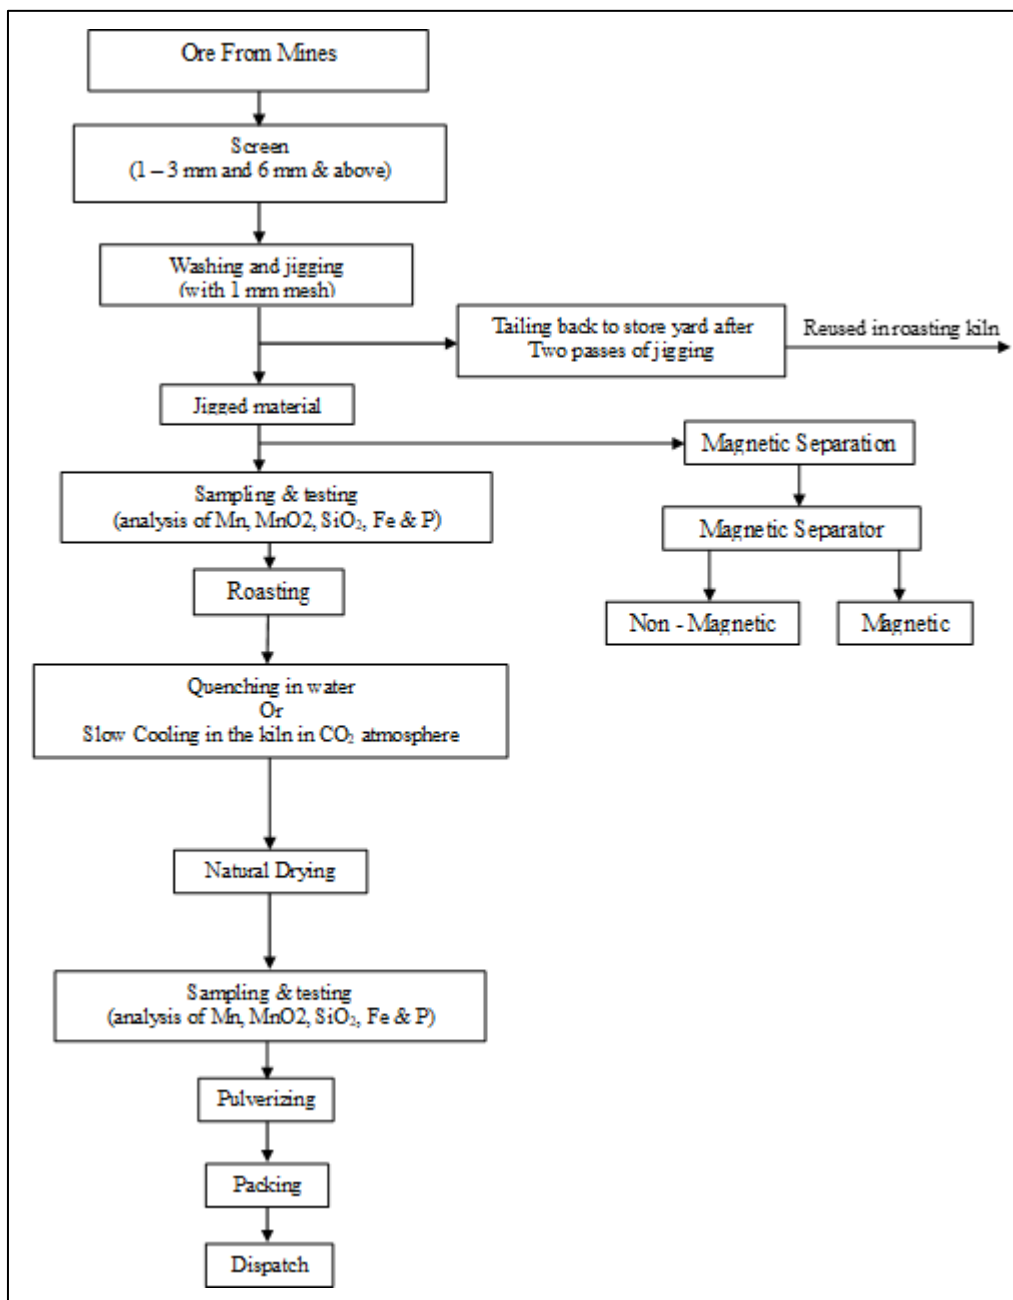 Ore From Mines
Screen
(1 – 3 mm and 6 mm & above)
Washing and jigging
(with 1 mm mesh)
Tailing back to store yard after
Two passes of jigging
Reused in roasting kiln
Jigged material
Magnetic Separation
Sampling & testing
(analysis of Mn, MnO2, SiO₂, Fe & P)
Magnetic Separator
Roasting
Non - Magnetic
Magnetic
Quenching in water
Or
Slow Cooling in the kiln in CO₂ atmosphere
Natural Drying
Sampling & testing
(analysis of Mn, MnO2, SiO₂, Fe & P)
Pulverizing
Packing
Dispatch